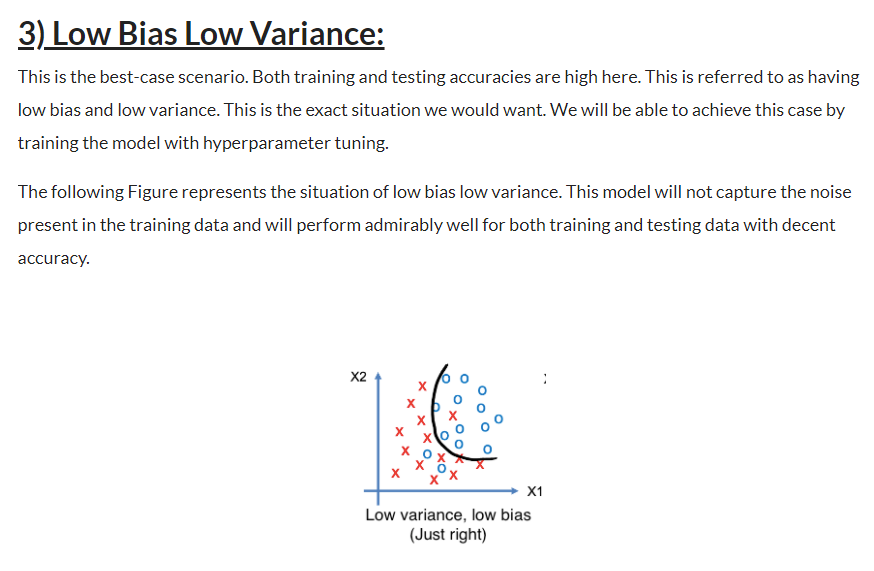 3) Low Bias Low Variance:
This is the best-case scenario. Both training and testing accuracies are high here. This is referred to as having
low bias and low variance. This is the exact situation we would want. We will be able to achieve this case by
training the model with hyperparameter tuning.
The following Figure represents the situation of low bias low variance. This model will not capture the noise
present in the training data and will perform admirably well for both training and testing data with decent
accuracy.
X2
X1
Low variance, low bias
(Just right)